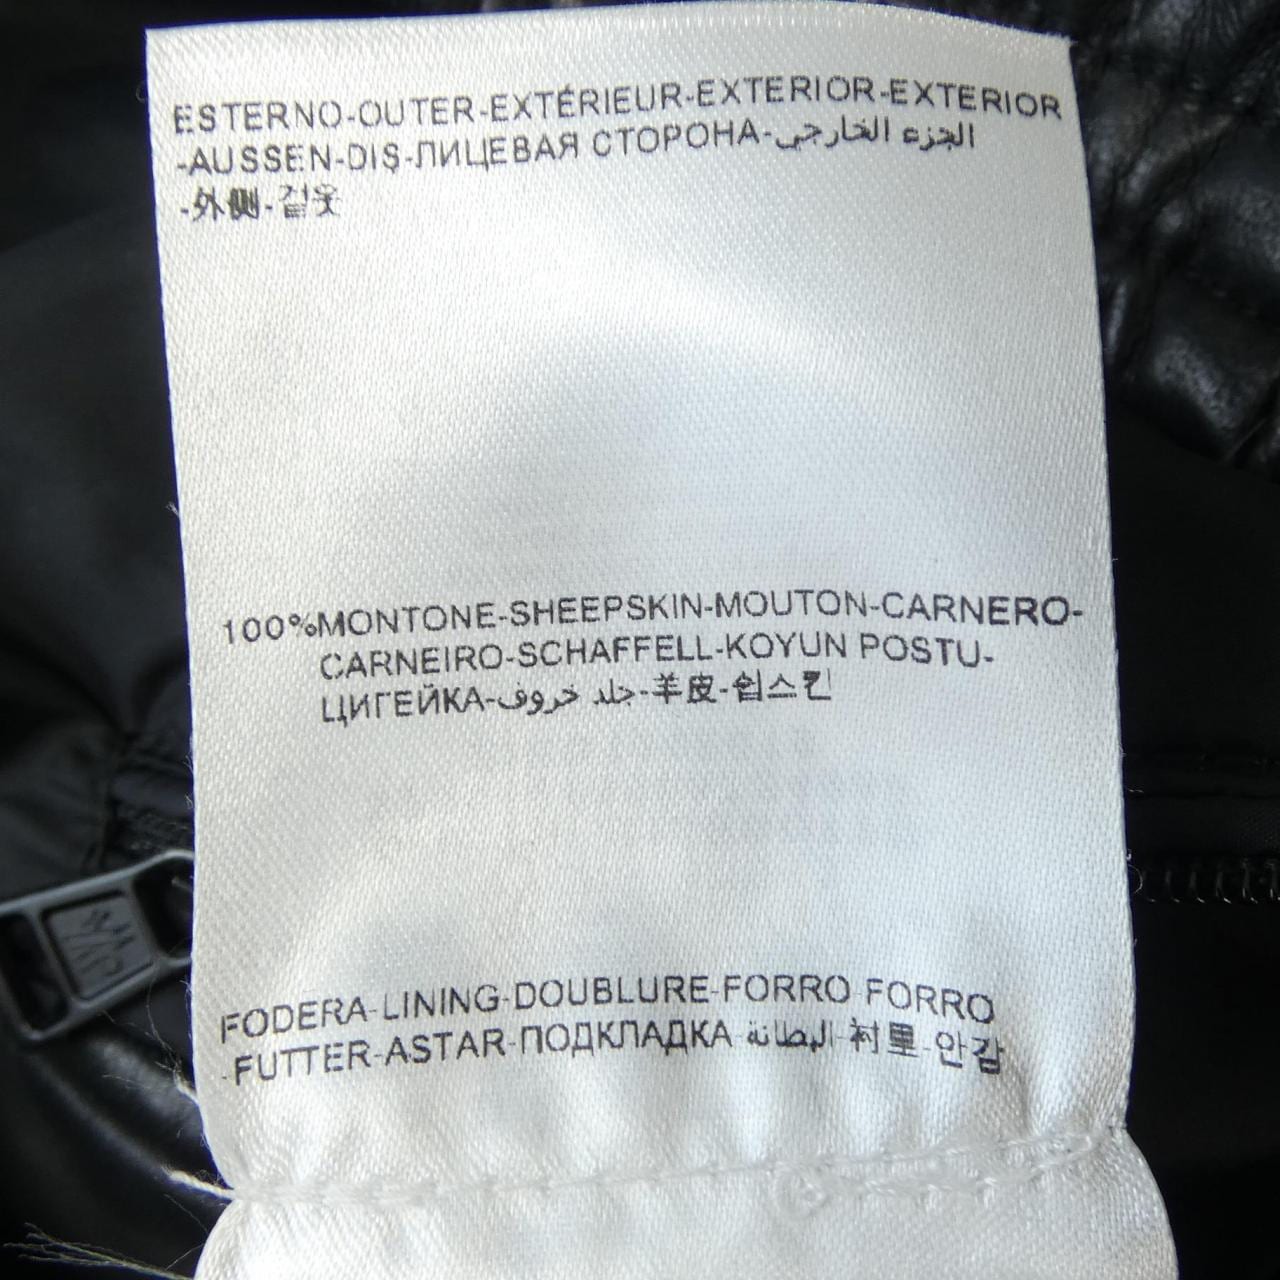 ESTERNO-OUTER-EXTÉRIEUR-EXTERIOR-EXTERIOR
-AUSSEN-DIŞ-ЛИЦЕВАЯ СТОРОНА-الجزء الخارجي
-外側-겉옷
100%MONTONE-SHEEPSKIN-MOUTON-CARNERO-
CARNEIRO-SCHAFFELL-KOYUN POSTU-
ЦИГЕЙКА-جلد خروف-羊皮-쉽스킨
FODERA-LINING-DOUBLURE-FORRO-FORRO
-FUTTER-ASTAR-ПОДКЛАДКА-البطانة-衬里-안감